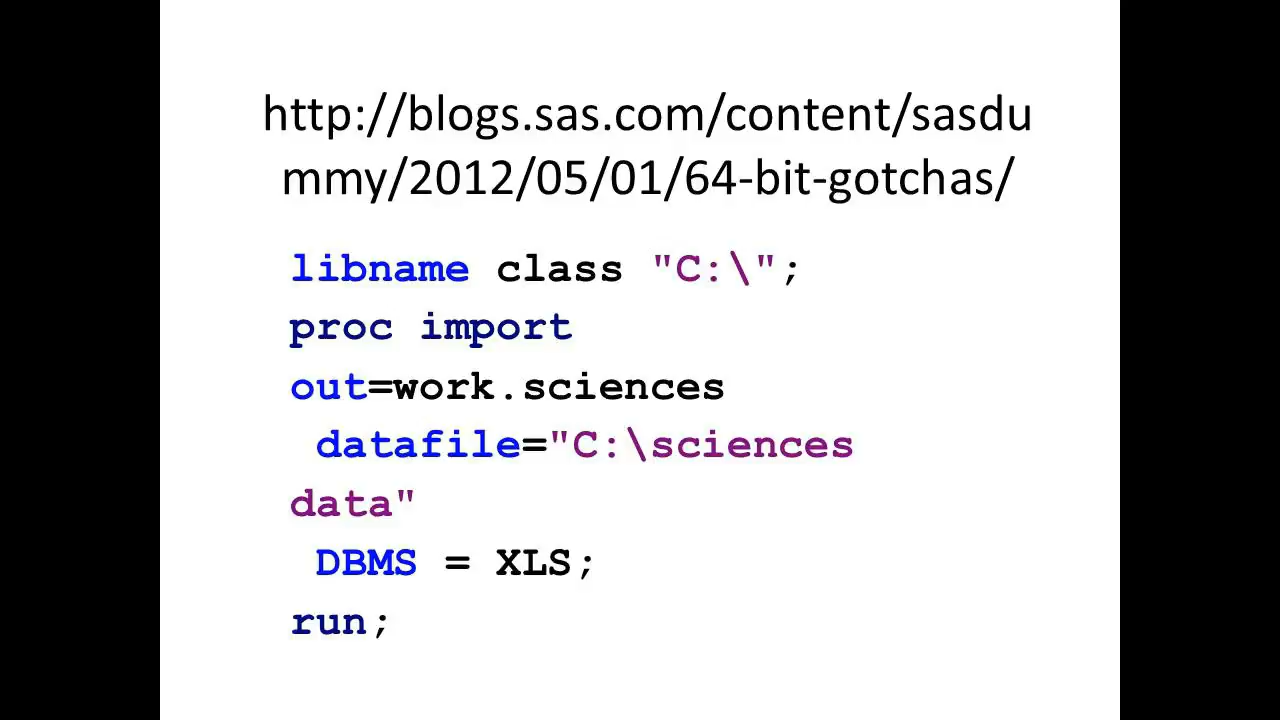 http://blogs.sas.com/content/sasdu
mmy/2012/05/01/64-bit-gotchas/
libname class "C:\";
proc import
out=work.sciences
datafile="C:\sciences
data"
DBMS = XLS;
run;